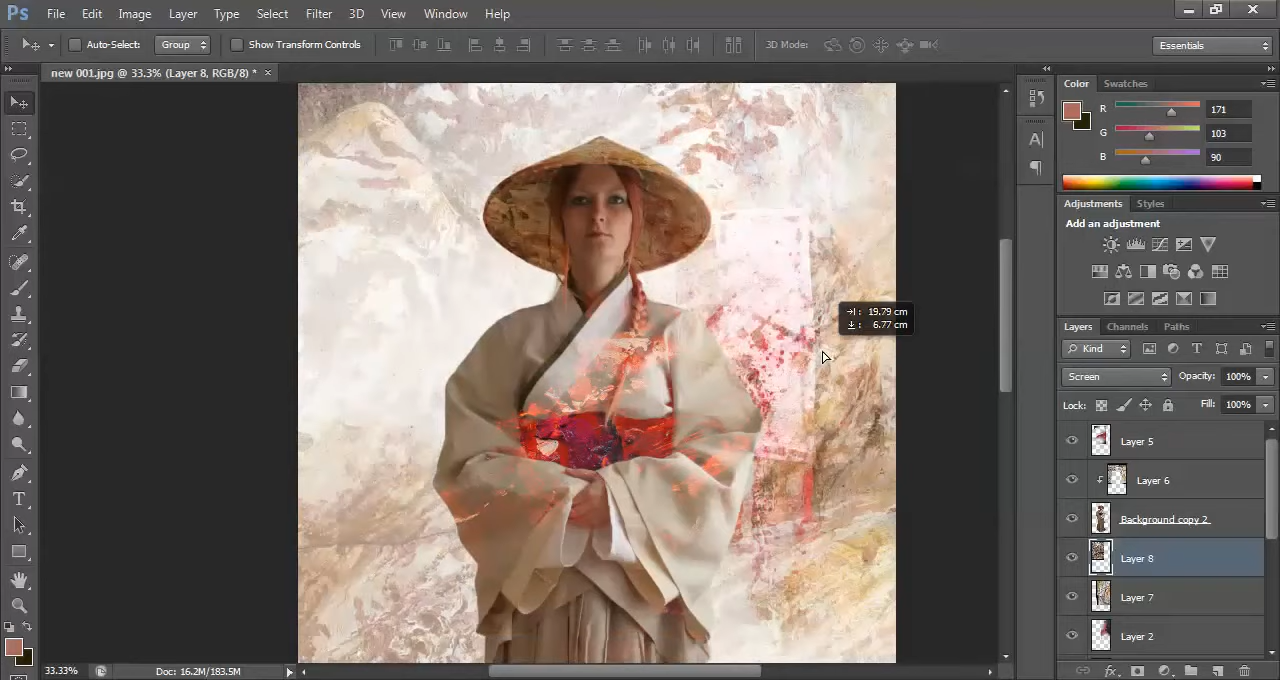 Ps File Edit Image Layer Type Select Filter 3D View Window Help
Auto-Select: Group Show Transform Controls 3D Mode: Essentials
new 001.jpg @ 33.3% (Layer 8, RGB/8) * ×
Color Swatches
R 171
G 103
B 90
Adjustments Styles
Add an adjustment
→| : 19.79 cm
: 6.77 cm
Layers Channels Paths
Kind
Screen Opacity: 100%
Lock: Fill: 100%
Layer 5
Layer 6
Background copy 2
Layer 8
Layer 7
Layer 2
33.33% Doc: 16.2M/183.5M